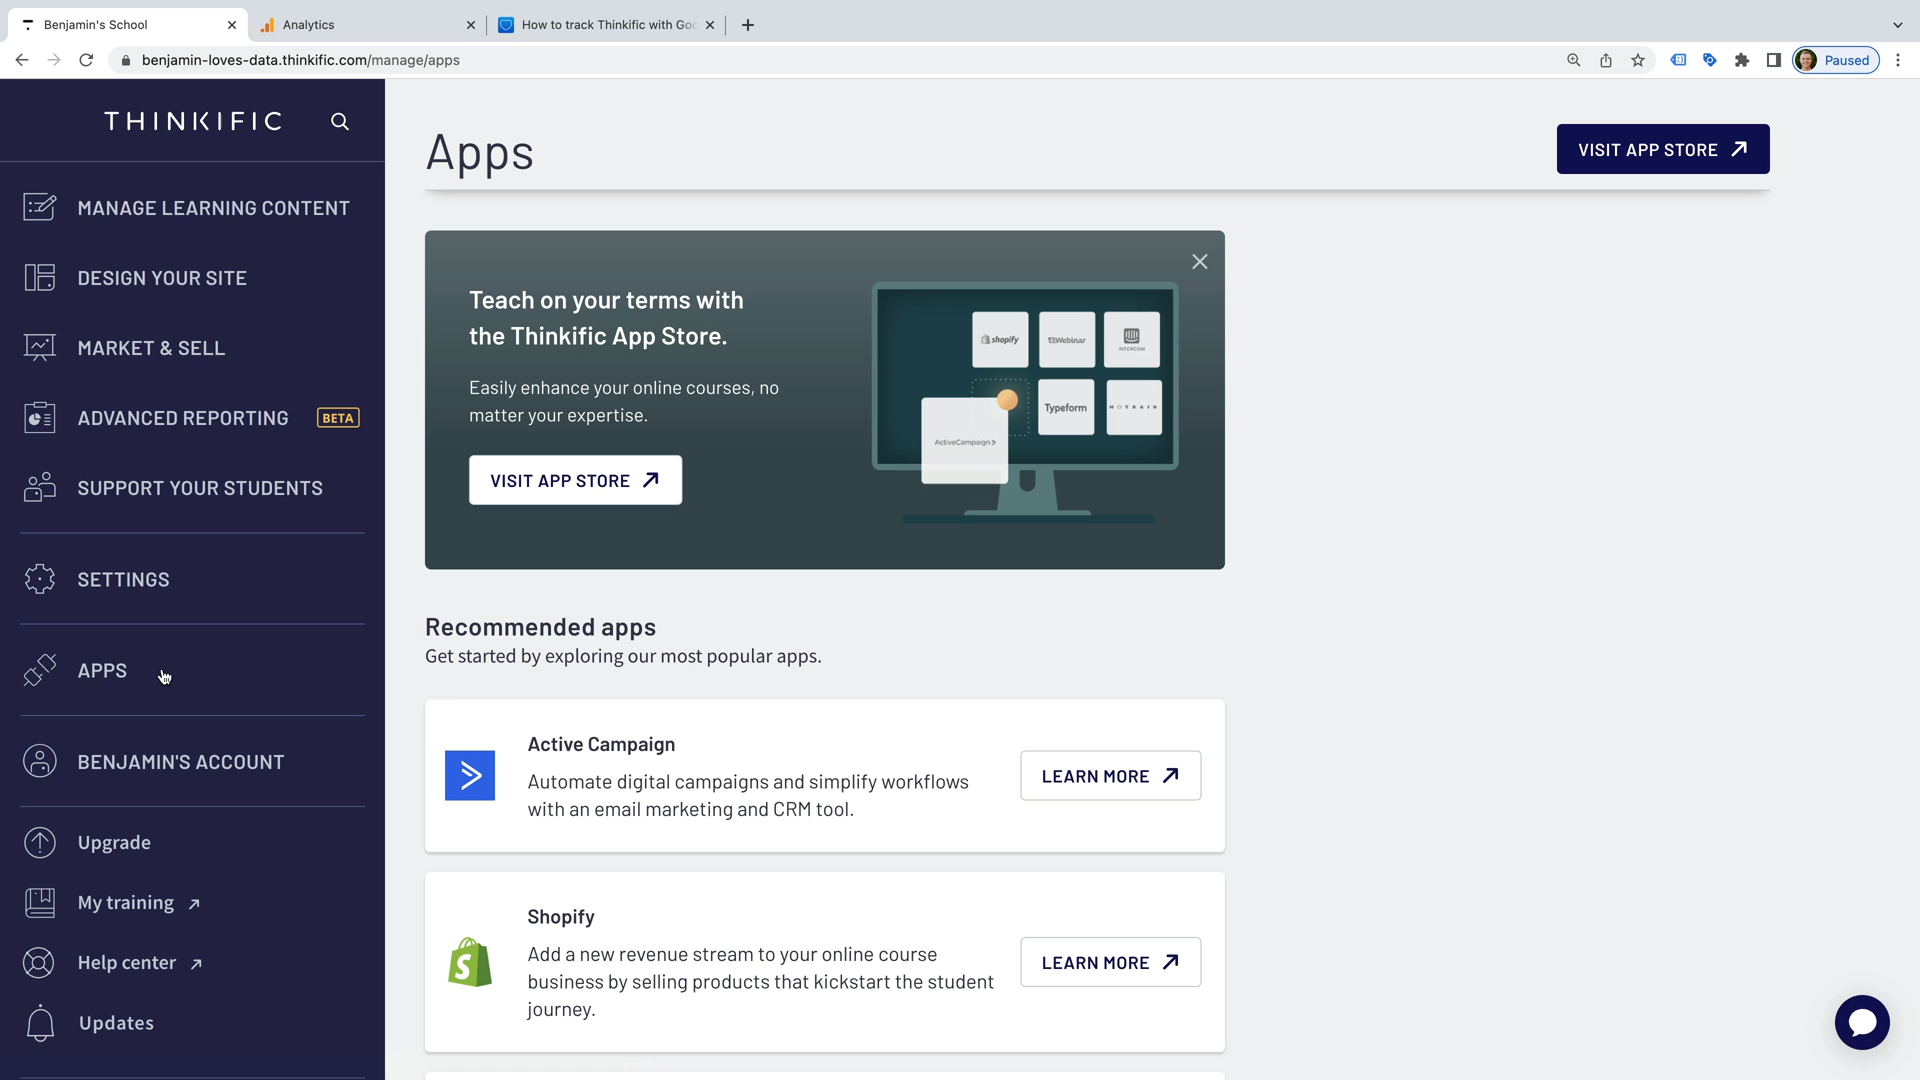 Benjamin's School
Analytics
How to track Thinkific with Goo
benjamin-loves-data.thinkific.com/manage/apps
Paused
THINKIFIC
MANAGE LEARNING CONTENT
DESIGN YOUR SITE
MARKET & SELL
ADVANCED REPORTING BETA
SUPPORT YOUR STUDENTS
SETTINGS
APPS
BENJAMIN'S ACCOUNT
Upgrade
My training
Help center
Updates
Apps
VISIT APP STORE
Teach on your terms with
the Thinkific App Store.
Easily enhance your online courses, no
matter your expertise.
VISIT APP STORE
shopify
Webinar
INTERCOM
ActiveCampaign >
Typeform
MOTRAIN
Recommended apps
Get started by exploring our most popular apps.
Active Campaign
Automate digital campaigns and simplify workflows
with an email marketing and CRM tool.
LEARN MORE
Shopify
Add a new revenue stream to your online course
business by selling products that kickstart the student
journey.
LEARN MORE